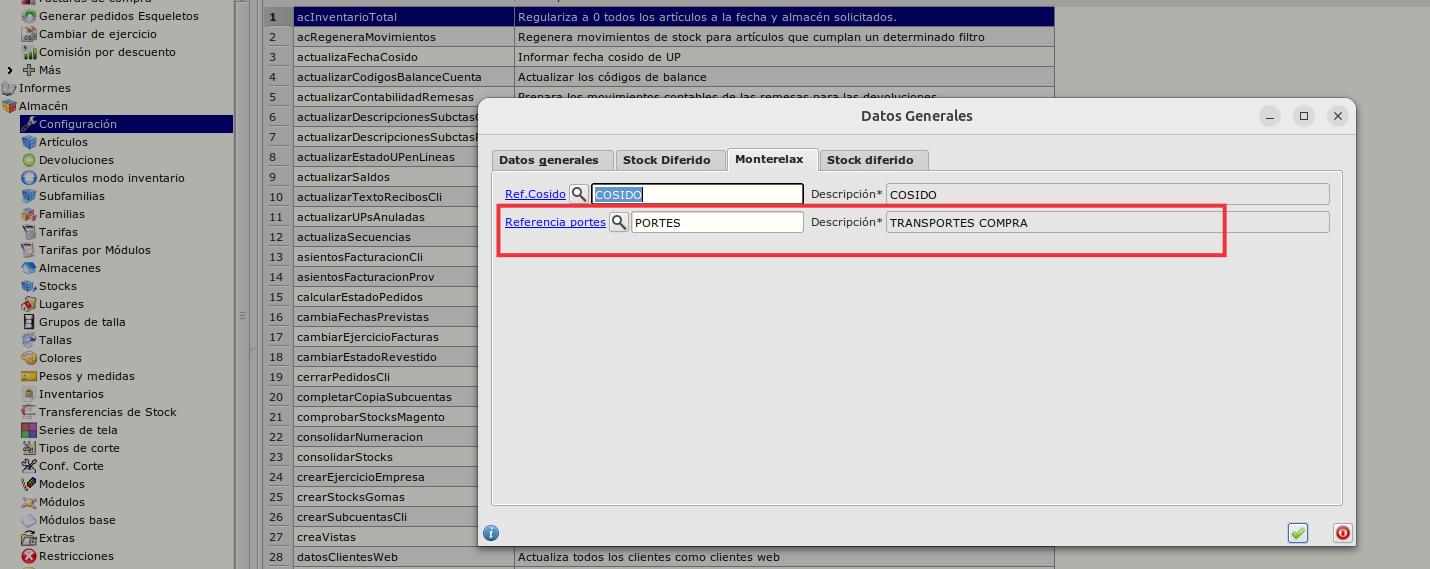 Generar pedidos Esqueletos
Cambiar de ejercicio
Comisión por descuento
Más
Informes
Almacén
Configuración
Artículos
Devoluciones
Articulos modo inventario
Subfamilias
Familias
Tarifas
Tarifas por Módulos
Almacenes
Stocks
Lugares
Grupos de talla
Tallas
Colores
Pesos y medidas
Inventarios
Transferencias de Stock
Series de tela
Tipos de corte
Conf. Corte
Modelos
Módulos
Módulos base
Extras
Restricciones
1 acInventarioTotal Regulariza a 0 todos los artículos a la fecha y almacén solicitados.
2 acRegeneraMovimientos Regenera movimientos de stock para artículos que cumplan un determinado filtro
3 actualizaFechaCosido Informar fecha cosido de UP
4 actualizarCodigosBalanceCuenta Actualizar los códigos de balance
5 actualizarContabilidadRemesas Prepara los movimientos contables de las remesas para las devoluciones
6 actualizarDescripcionesSubctas
7 actualizarDescripcionesSubctas
8 actualizarEstadoUPenLineas
9 actualizarSaldos
10 actualizarTextoRecibosCli
11 actualizarUPsAnuladas
12 actualizaSecuencias
13 asientosFacturacionCli
14 asientosFacturacionProv
15 calcularEstadoPedidos
16 cambiaFechasPrevistas
17 cambiarEjercicioFacturas
18 cambiarEstadoRevestido
19 cerrarPedidosCli
20 completarCopiaSubcuentas
21 comprobarStocksMagento
22 consolidarNumeracion
23 consolidarStocks
24 crearEjercicioEmpresa
25 crearStocksGomas
26 crearSubcuentasCli
27 creaVistas
28 datosClientesWeb Actualiza todos los clientes como clientes web
Datos Generales
Datos generales Stock Diferido Monterelax Stock diferido
Ref.Cosido COSIDO Descripción* COSIDO
Referencia portes PORTES Descripción* TRANSPORTES COMPRA